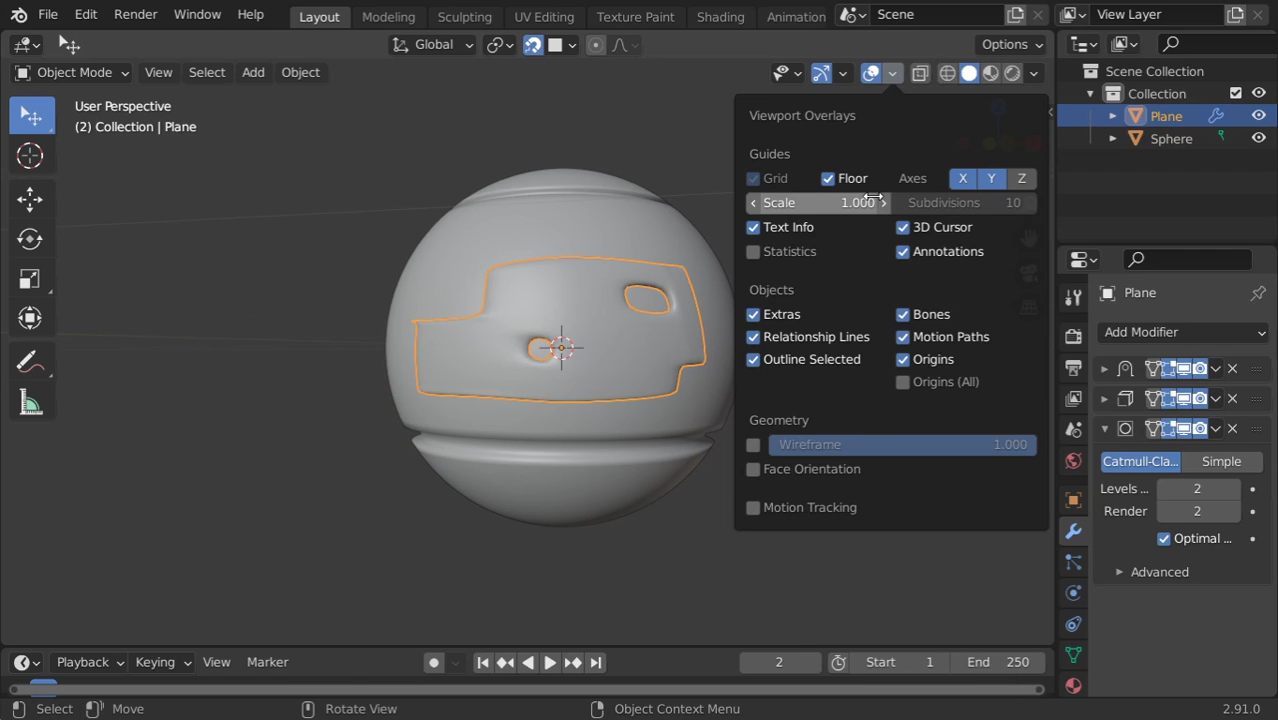 File Edit Render Window Help Layout Modeling Sculpting UV Editing Texture Paint Shading Animation Scene View Layer
Global Options
Object Mode View Select Add Object
Scene Collection
Collection
Plane
Sphere
User Perspective
(2) Collection | Plane
Viewport Overlays
Guides
Grid Floor Axes X Y Z
Scale 1.000 Subdivisions 10
Text Info 3D Cursor
Statistics Annotations
Objects
Extras Bones
Relationship Lines Motion Paths
Outline Selected Origins
Origins (All)
Geometry
Wireframe 1.000
Face Orientation
Motion Tracking
Plane
Add Modifier
Catmull-Cla... Simple
Levels ... 2
Render 2
Optimal ...
Advanced
Playback Keying View Marker 2 Start 1 End 250
Select Move Rotate View Object Context Menu 2.91.0